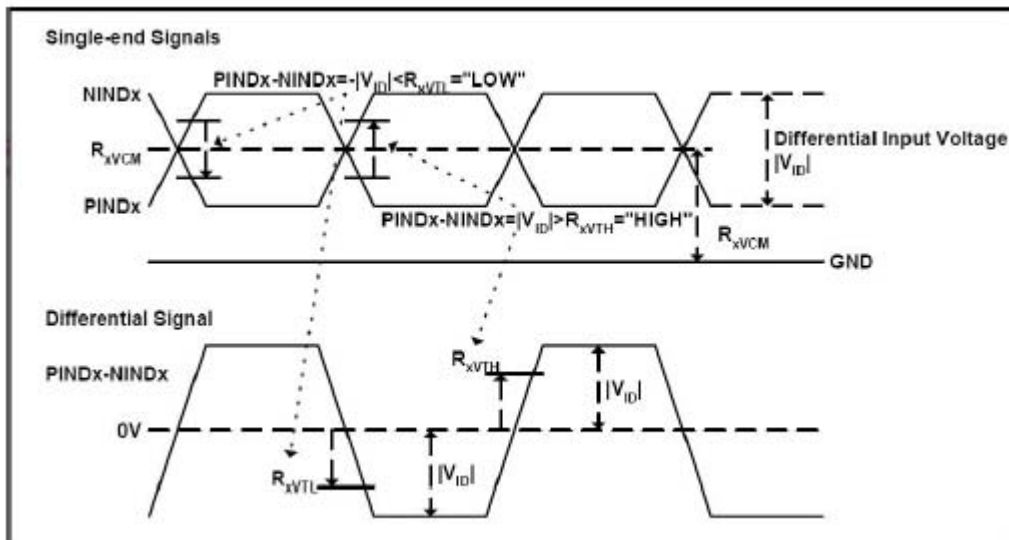 Single-end Signals
PINDx-NINDx=-|VID|<RxVTL="LOW"
NINDx
RxVCM
Differential Input Voltage
|VID|
PINDx
PINDx-NINDx=|VID|>RxVTH="HIGH"
RxVCM
GND
Differential Signal
RxVTH
PINDx-NINDx
|VID|
0V
RxVTL
|VID|